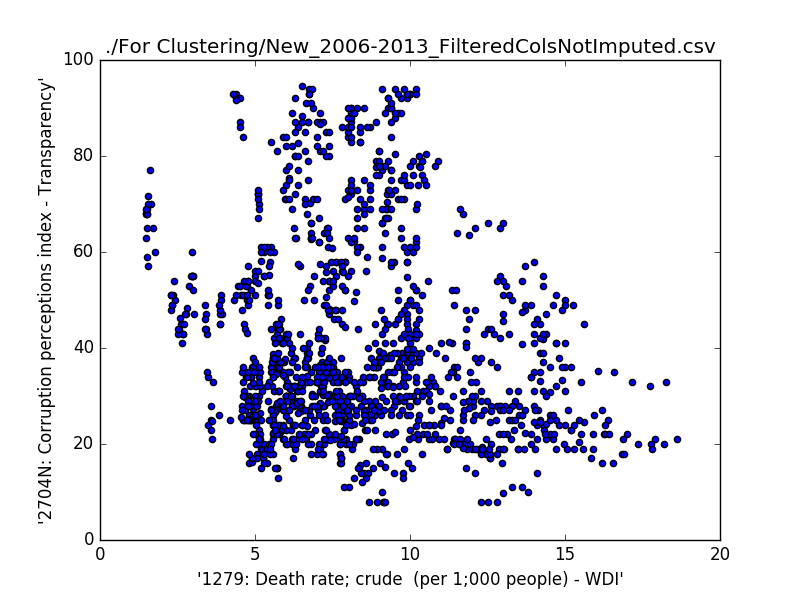 ./For Clustering/New_2006-2013_FilteredColsNotImputed.csv
'2704N: Corruption perceptions index - Transparency'
100
80
60
40
20
0
0 5 10 15 20
'1279: Death rate; crude  (per 1;000 people) - WDI'